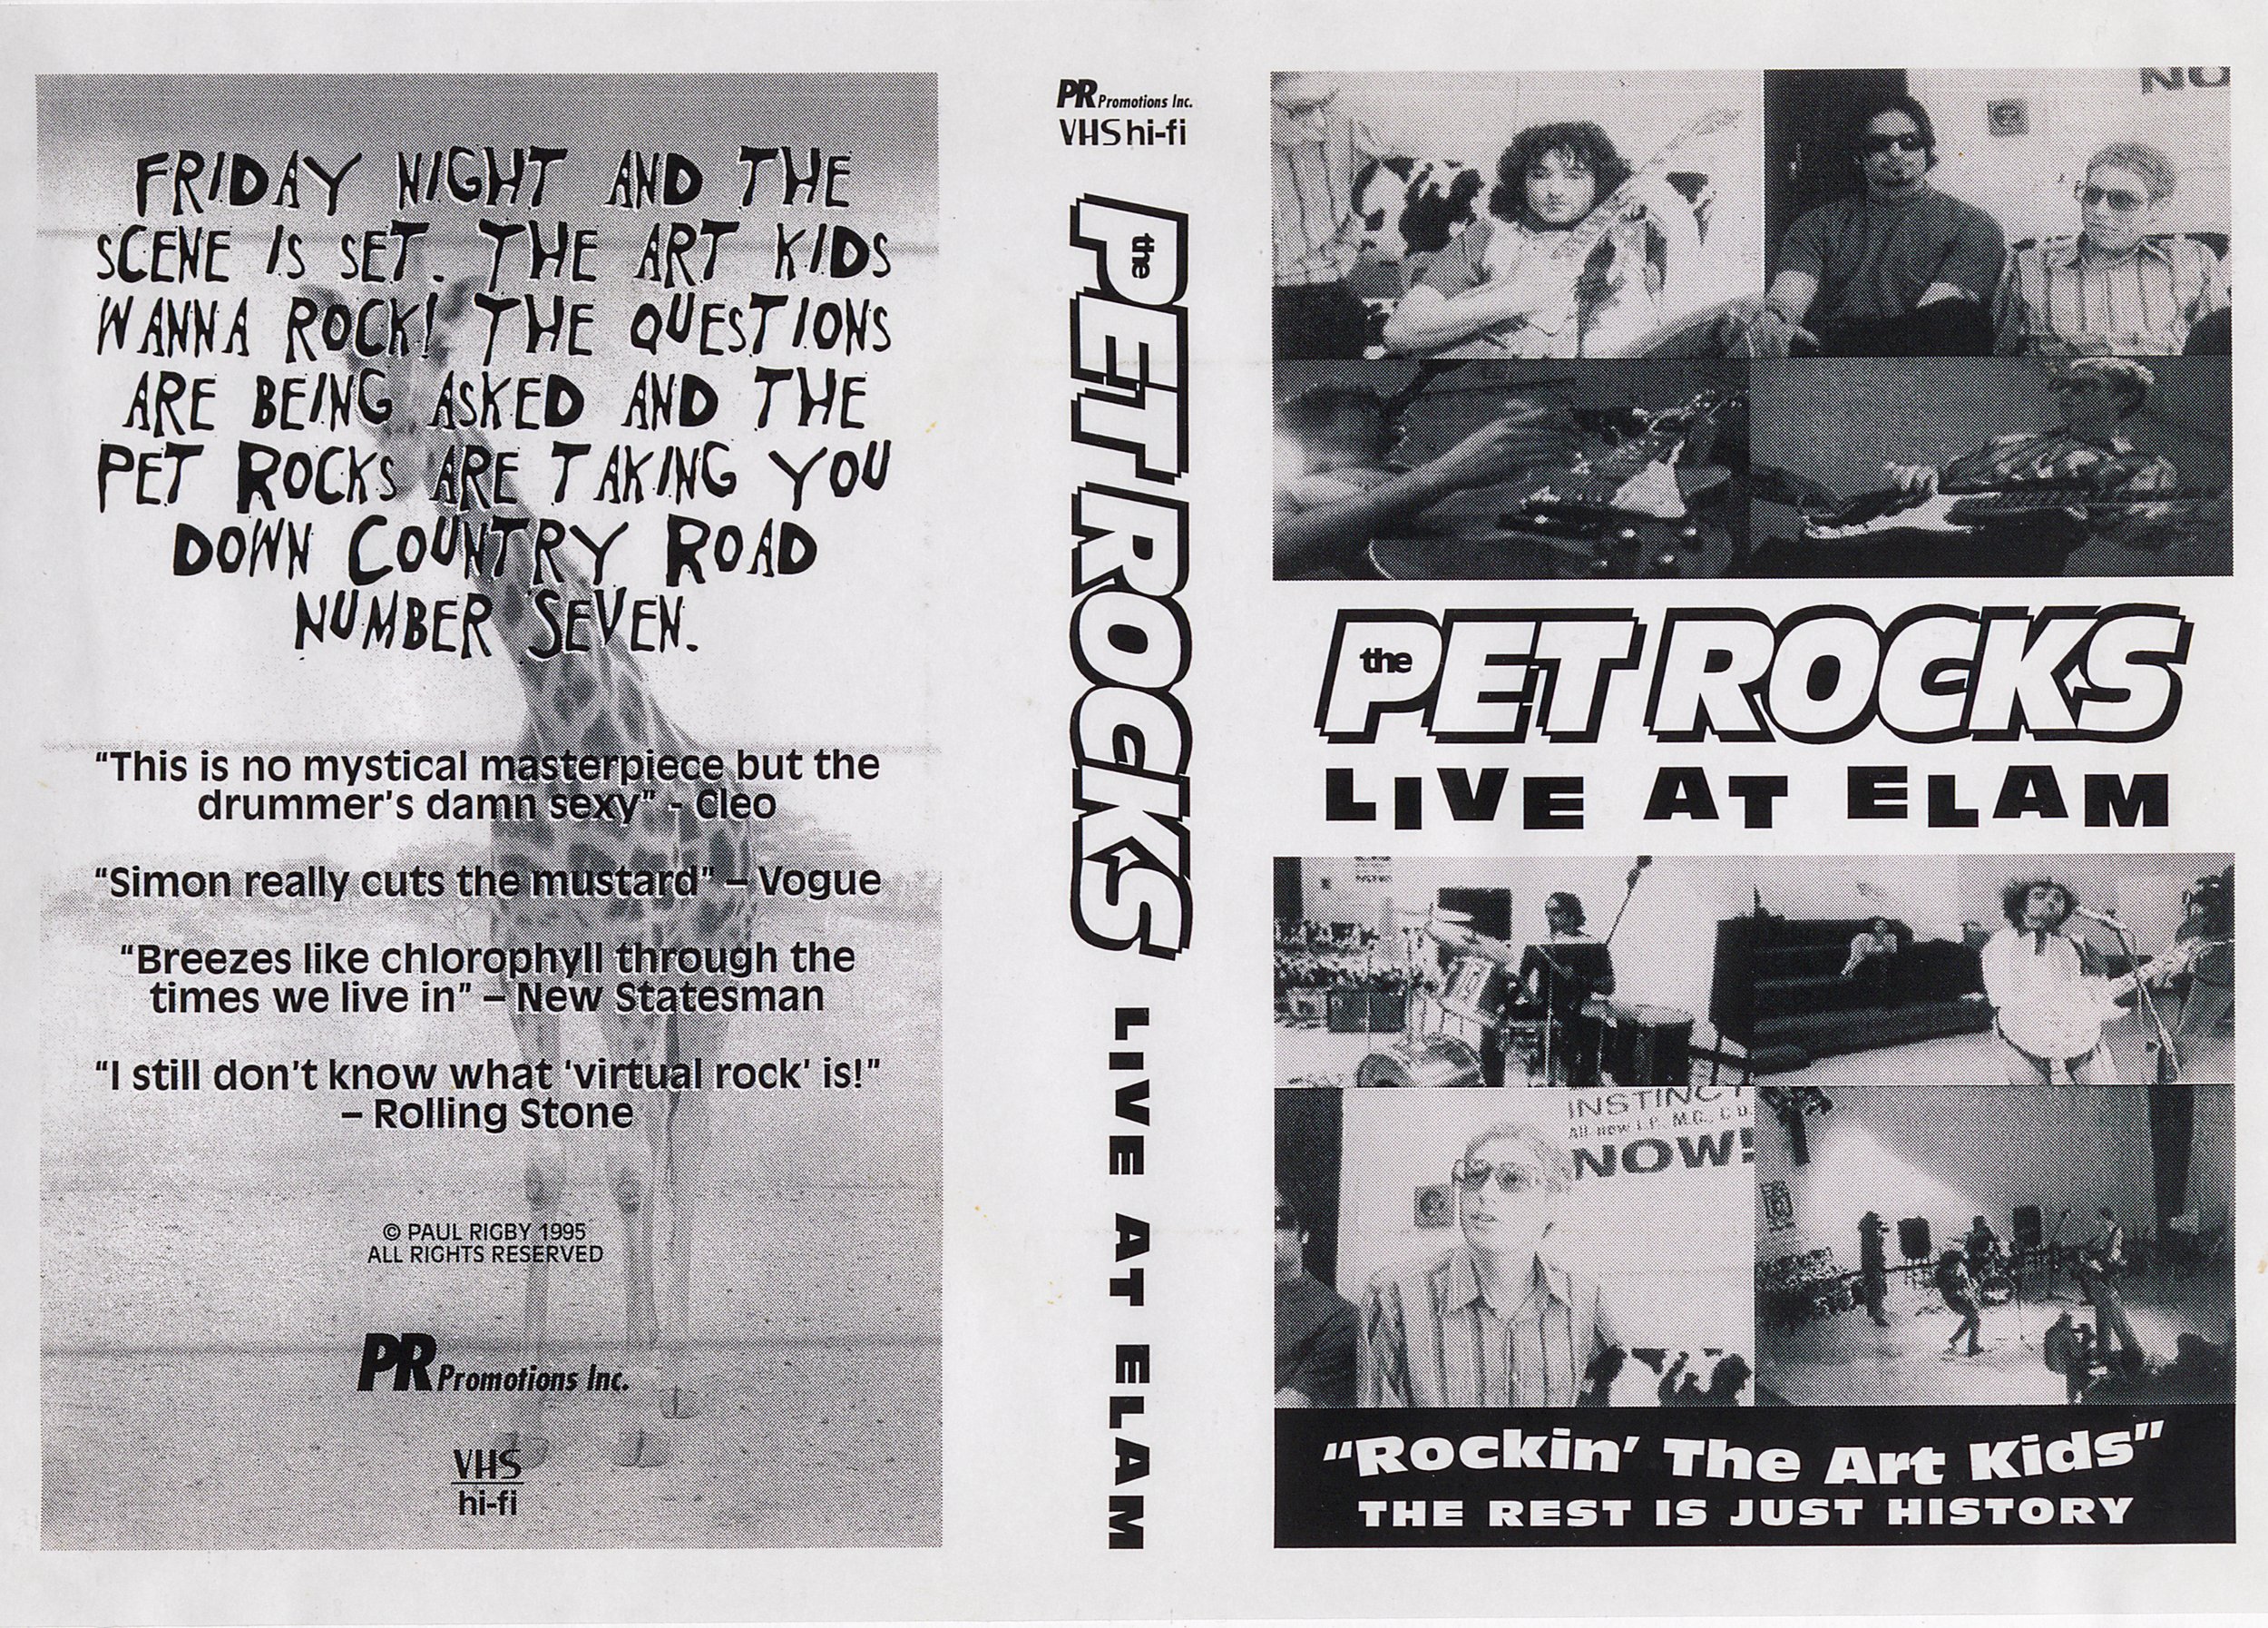 FRIDAY NIGHT AND THE
SCENE IS SET. THE ART KIDS
WANNA ROCK! THE QUESTIONS
ARE BEING ASKED AND THE
PET ROCKS ARE TAKING YOU
DOWN COUNTRY ROAD
NUMBER SEVEN.
“This is no mystical masterpiece but the
drummer’s damn sexy” - Cleo
“Simon really cuts the mustard” – Vogue
“Breezes like chlorophyll through the
times we live in” – New Statesman
“I still don’t know what ‘virtual rock’ is!”
– Rolling Stone
© PAUL RIGBY 1995
ALL RIGHTS RESERVED
PR Promotions Inc.
VHS
hi-fi
PR Promotions Inc.
VHS hi-fi
the PET ROCKS LIVE AT ELAM
NO
the PET ROCKS
LIVE AT ELAM
INSTINCT
All new L.P., M.C., C.D.
NOW!
“Rockin’ The Art Kids”
THE REST IS JUST HISTORY